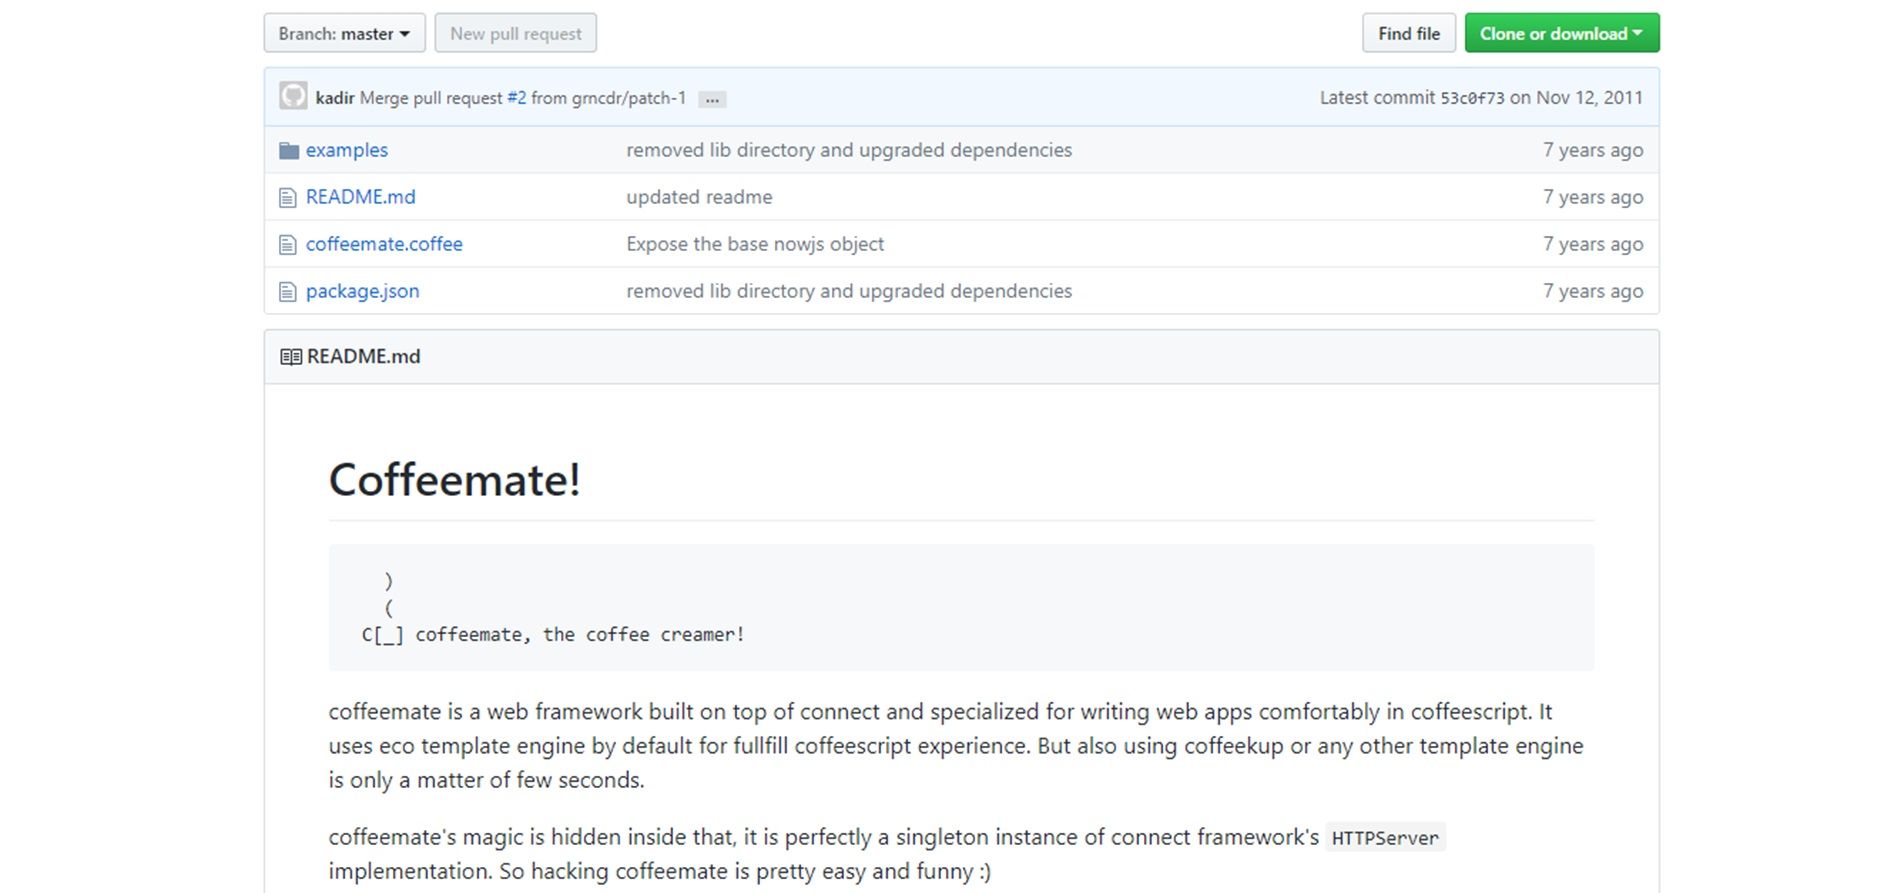 Branch: master New pull request Find file Clone or download
kadir Merge pull request #2 from grncdr/patch-1 ... Latest commit 53c0f73 on Nov 12, 2011
examples removed lib directory and upgraded dependencies 7 years ago
README.md updated readme 7 years ago
coffeemate.coffee Expose the base nowjs object 7 years ago
package.json removed lib directory and upgraded dependencies 7 years ago
README.md
Coffeemate!
)
(
C[_] coffeemate, the coffee creamer!
coffeemate is a web framework built on top of connect and specialized for writing web apps comfortably in coffeescript. It
uses eco template engine by default for fullfill coffeescript experience. But also using coffeekup or any other template engine
is only a matter of few seconds.
coffeemate's magic is hidden inside that, it is perfectly a singleton instance of connect framework's HTTPServer
implementation. So hacking coffeemate is pretty easy and funny :)